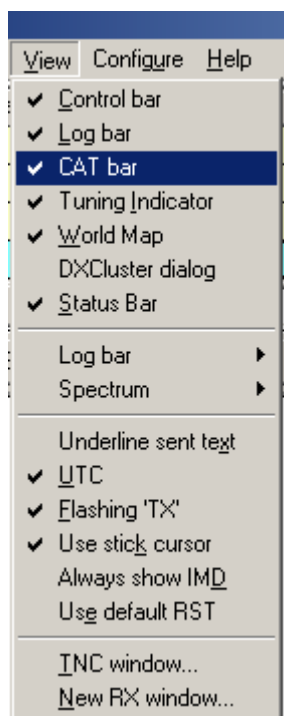 View Configure Help
Control bar
Log bar
CAT bar
Tuning Indicator
World Map
DXCluster dialog
Status Bar
Log bar
Spectrum
Underline sent text
UTC
Flashing 'TX'
Use stick cursor
Always show IMD
Use default RST
TNC window...
New RX window...